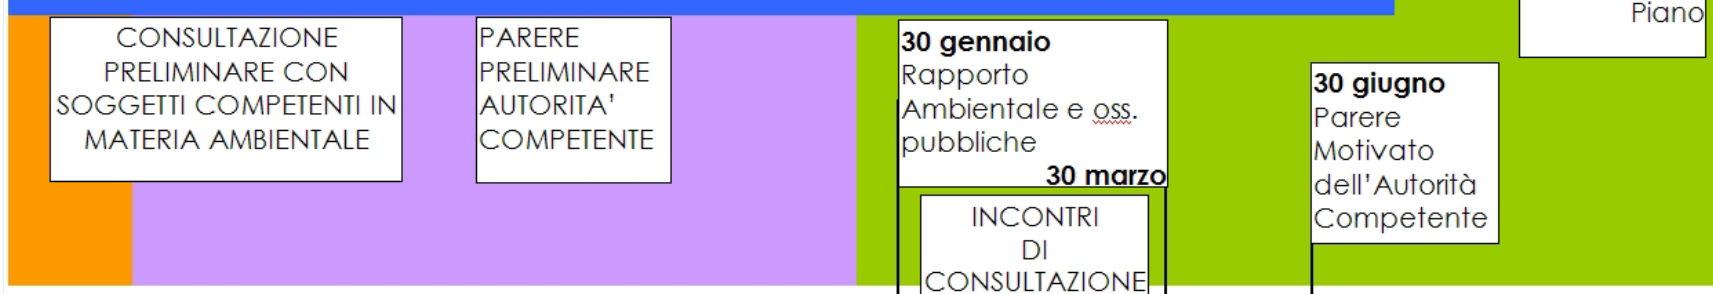 CONSULTAZIONE
PRELIMINARE CON
SOGGETTI COMPETENTI IN
MATERIA AMBIENTALE
PARERE
PRELIMINARE
AUTORITA'
COMPETENTE
30 gennaio
Rapporto
Ambientale e oss.
pubbliche
30 marzo
INCONTRI
DI
CONSULTAZIONE
30 giugno
Parere
Motivato
dell'Autorità
Competente
Piano